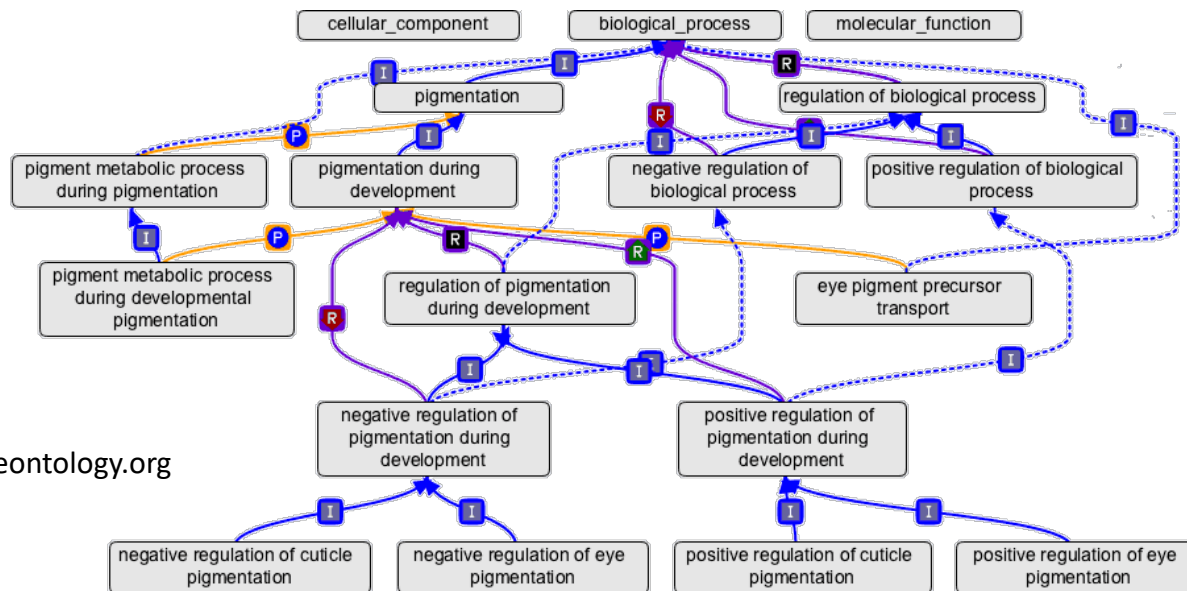 cellular_component
biological_process
molecular_function
I
I
R
pigmentation
regulation of biological process
R
I
P
I
I
I
I
pigment metabolic process
during pigmentation
pigmentation during
development
negative regulation of
biological process
positive regulation of biological
process
I
P
R
P
R
pigment metabolic process
during developmental
pigmentation
regulation of pigmentation
during development
eye pigment precursor
transport
R
I
I
I
negative regulation of
pigmentation during
development
positive regulation of
pigmentation during
development
eontology.org
I
I
I
I
negative regulation of cuticle
pigmentation
negative regulation of eye
pigmentation
positive regulation of cuticle
pigmentation
positive regulation of eye
pigmentation